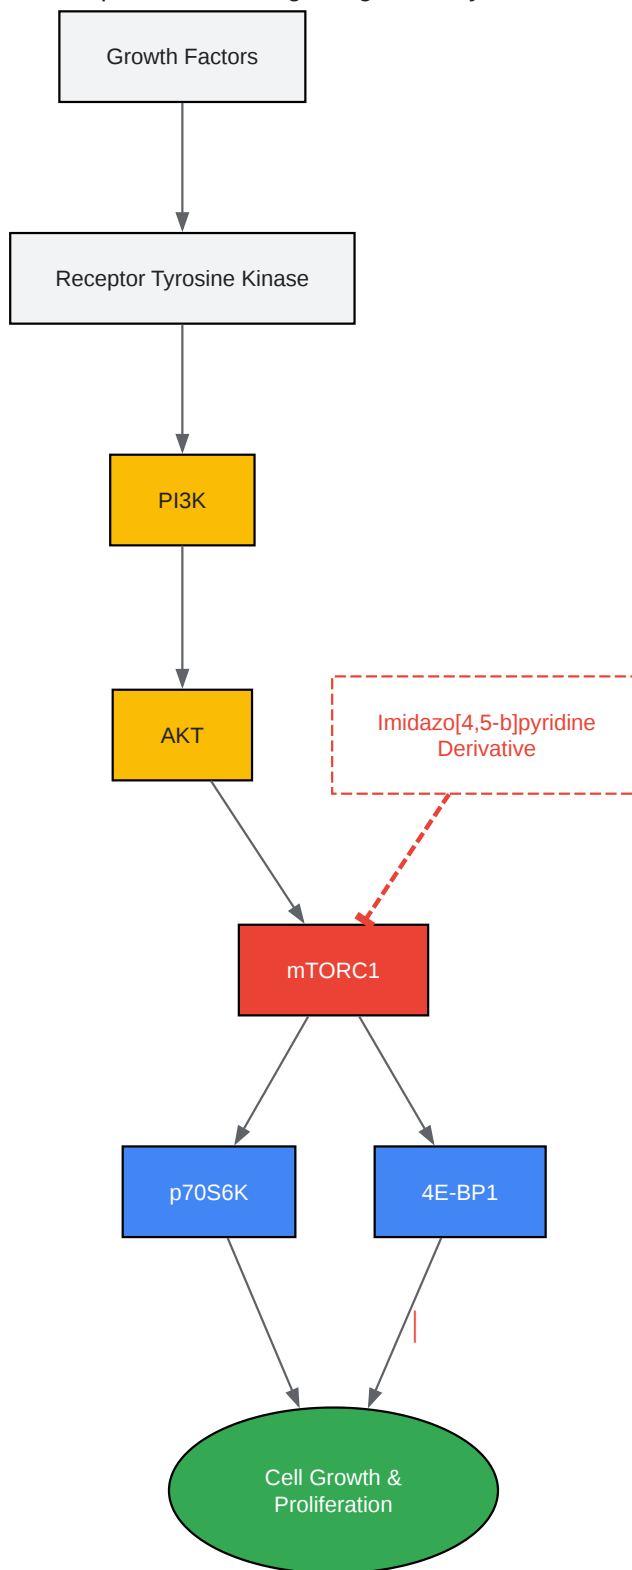 Growth Factors
Receptor Tyrosine Kinase
PI3K
AKT
Imidazo[4,5-b]pyridine
Derivative
mTORC1
p70S6K
4E-BP1
|
Cell Growth &
Proliferation